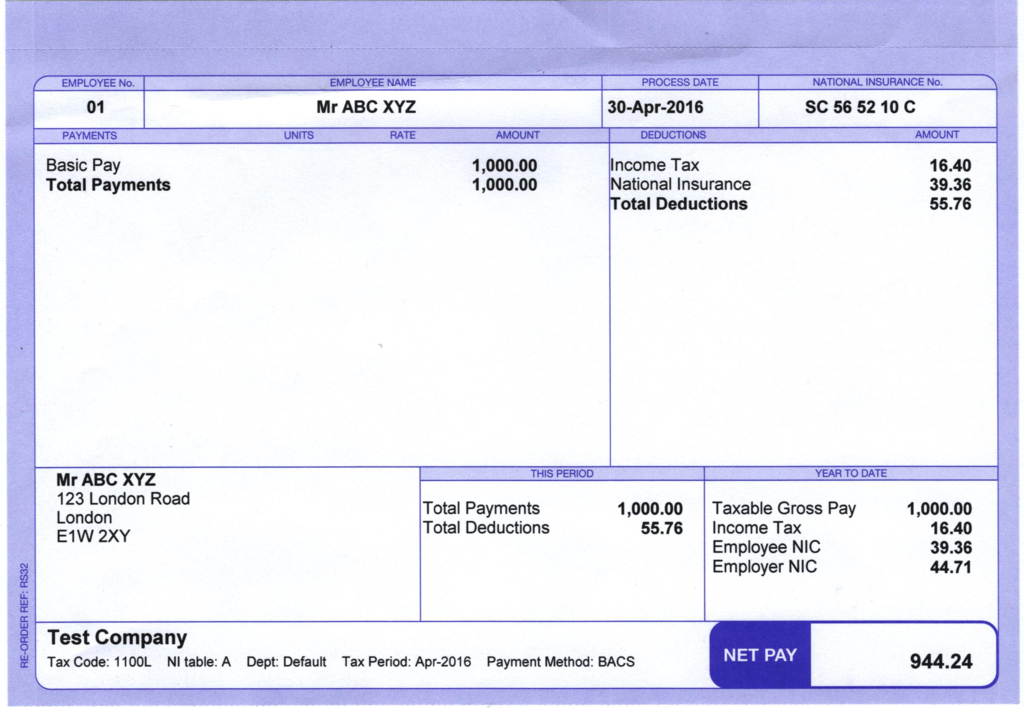 EMPLOYEE No. EMPLOYEE NAME PROCESS DATE NATIONAL INSURANCE No.
01 Mr ABC XYZ 30-Apr-2016 SC 56 52 10 C
PAYMENTS UNITS RATE AMOUNT DEDUCTIONS AMOUNT
Basic Pay 1,000.00 Income Tax 16.40
Total Payments 1,000.00 National Insurance 39.36
Total Deductions 55.76
Mr ABC XYZ
123 London Road
London
E1W 2XY
THIS PERIOD
Total Payments 1,000.00
Total Deductions 55.76
YEAR TO DATE
Taxable Gross Pay 1,000.00
Income Tax 16.40
Employee NIC 39.36
Employer NIC 44.71
RE-ORDER REF: RS32
Test Company
Tax Code: 1100L NI table: A Dept: Default Tax Period: Apr-2016 Payment Method: BACS
NET PAY 944.24